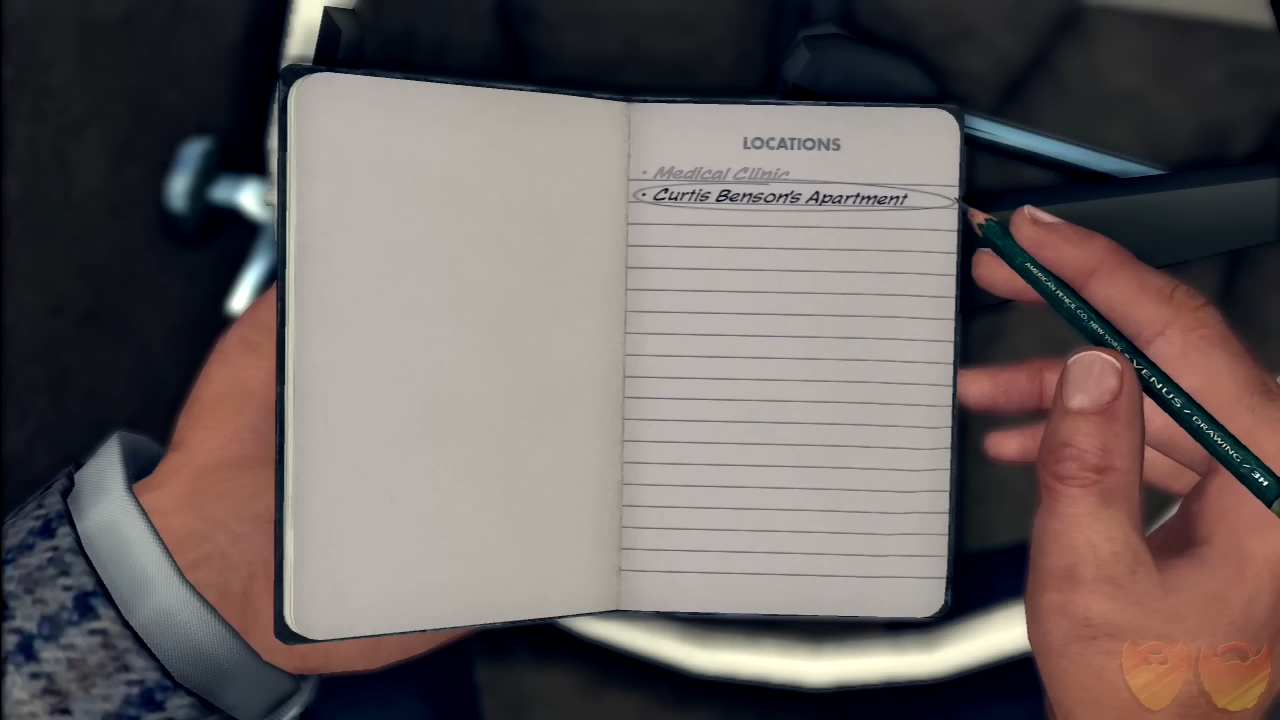 LOCATIONS
· Medical Clinic
· Curtis Benson's Apartment
AMERICAN PENCIL CO. NEW YORK VENUS / DRAWING / 3H